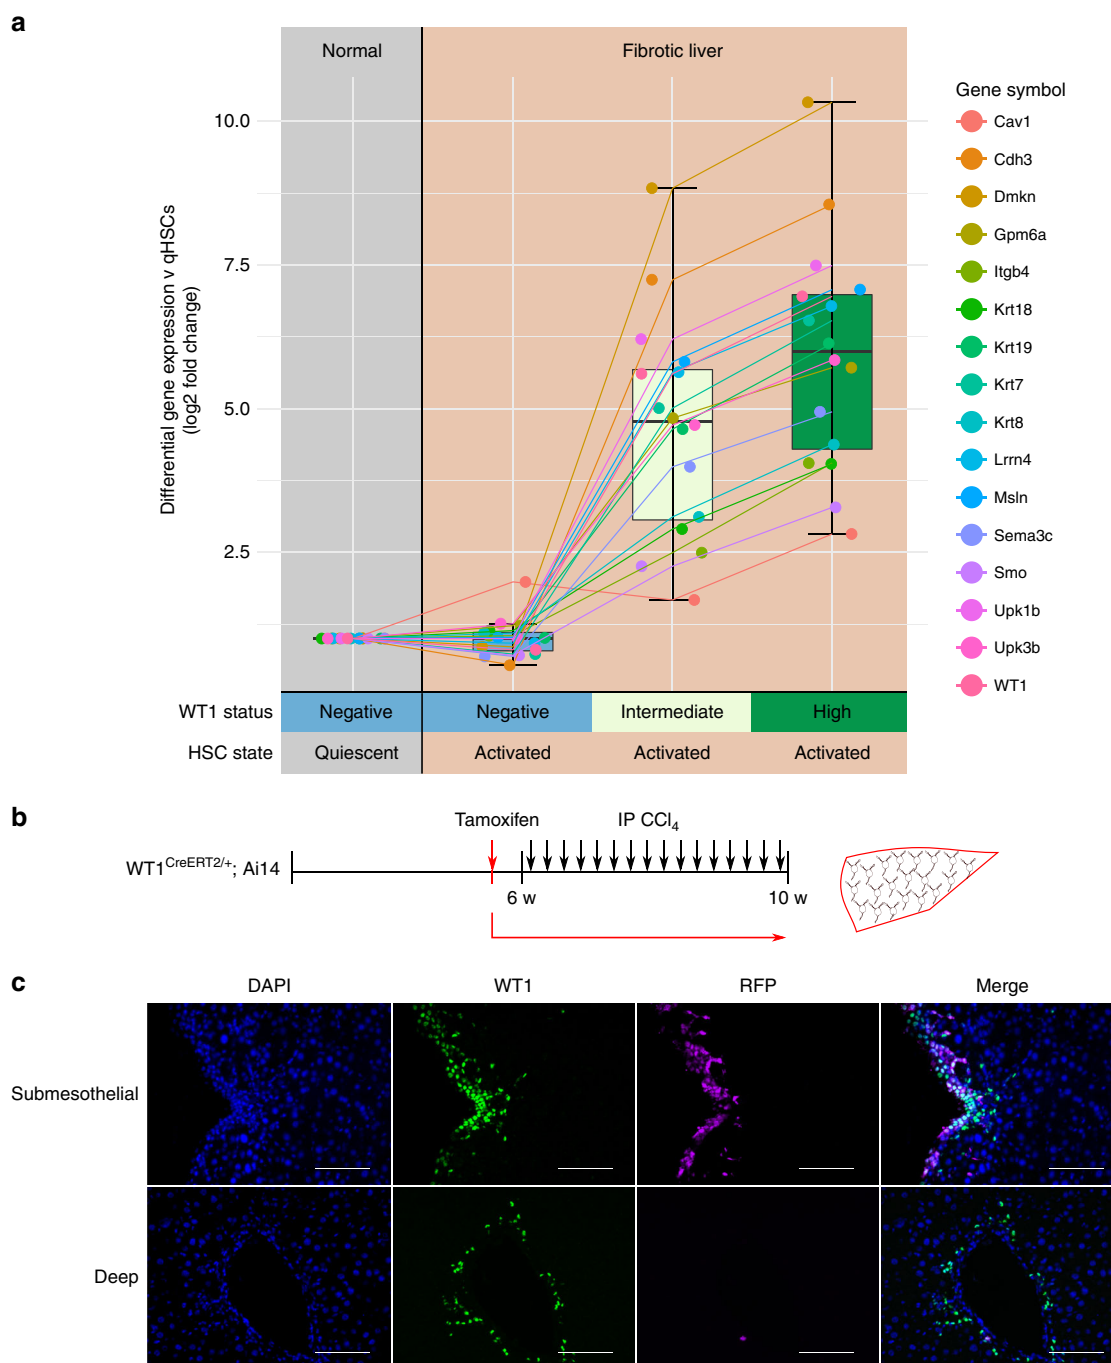 a
Normal
Fibrotic liver
Differential gene expression v qHSCs
(log2 fold change)
10.0
7.5
5.0
2.5
Gene symbol
Cav1
Cdh3
Dmkn
Gpm6a
Itgb4
Krt18
Krt19
Krt7
Krt8
Lrrn4
Msln
Sema3c
Smo
Upk1b
Upk3b
WT1
WT1 status
Negative
Negative
Intermediate
High
HSC state
Quiescent
Activated
Activated
Activated
b
Tamoxifen
IP CCl4
WT1CreERT2/+; Ai14
6 w
10 w
c
DAPI
WT1
RFP
Merge
Submesothelial
Deep